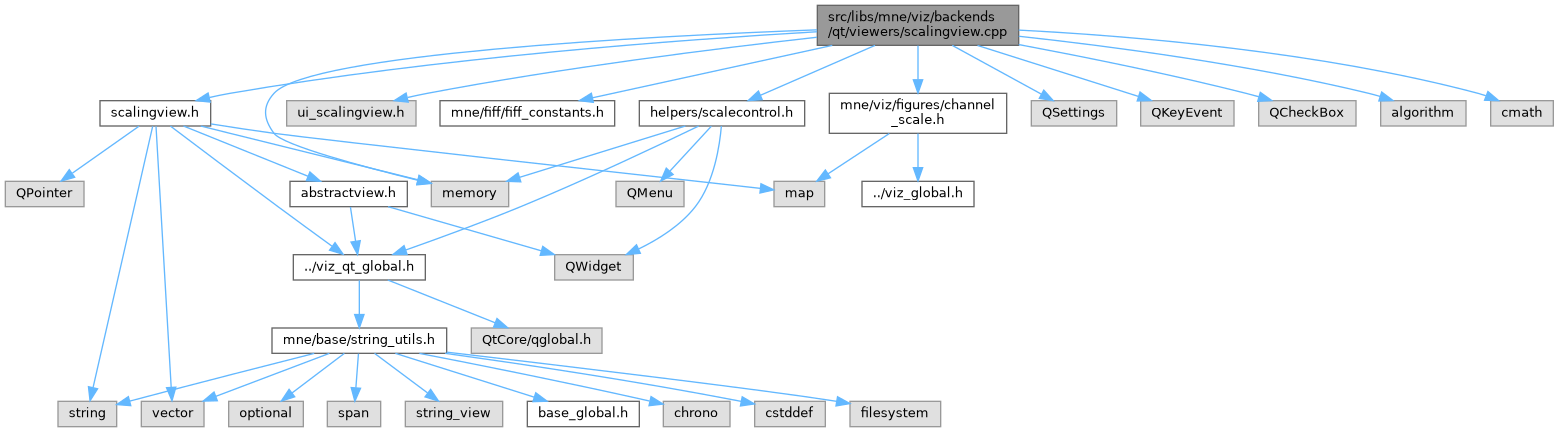 src/libs/mne/viz/backends
/qt/viewers/scalingview.cpp
scalingview.h
ui_scalingview.h
mne/fiff/fiff_constants.h
helpers/scalecontrol.h
mne/viz/figures/channel
_scale.h
QSettings
QKeyEvent
QCheckBox
algorithm
cmath
QPointer
abstractview.h
memory
QMenu
map
../viz_global.h
../viz_qt_global.h
QWidget
mne/base/string_utils.h
QtCore/qglobal.h
string
vector
optional
span
string_view
base_global.h
chrono
cstddef
filesystem